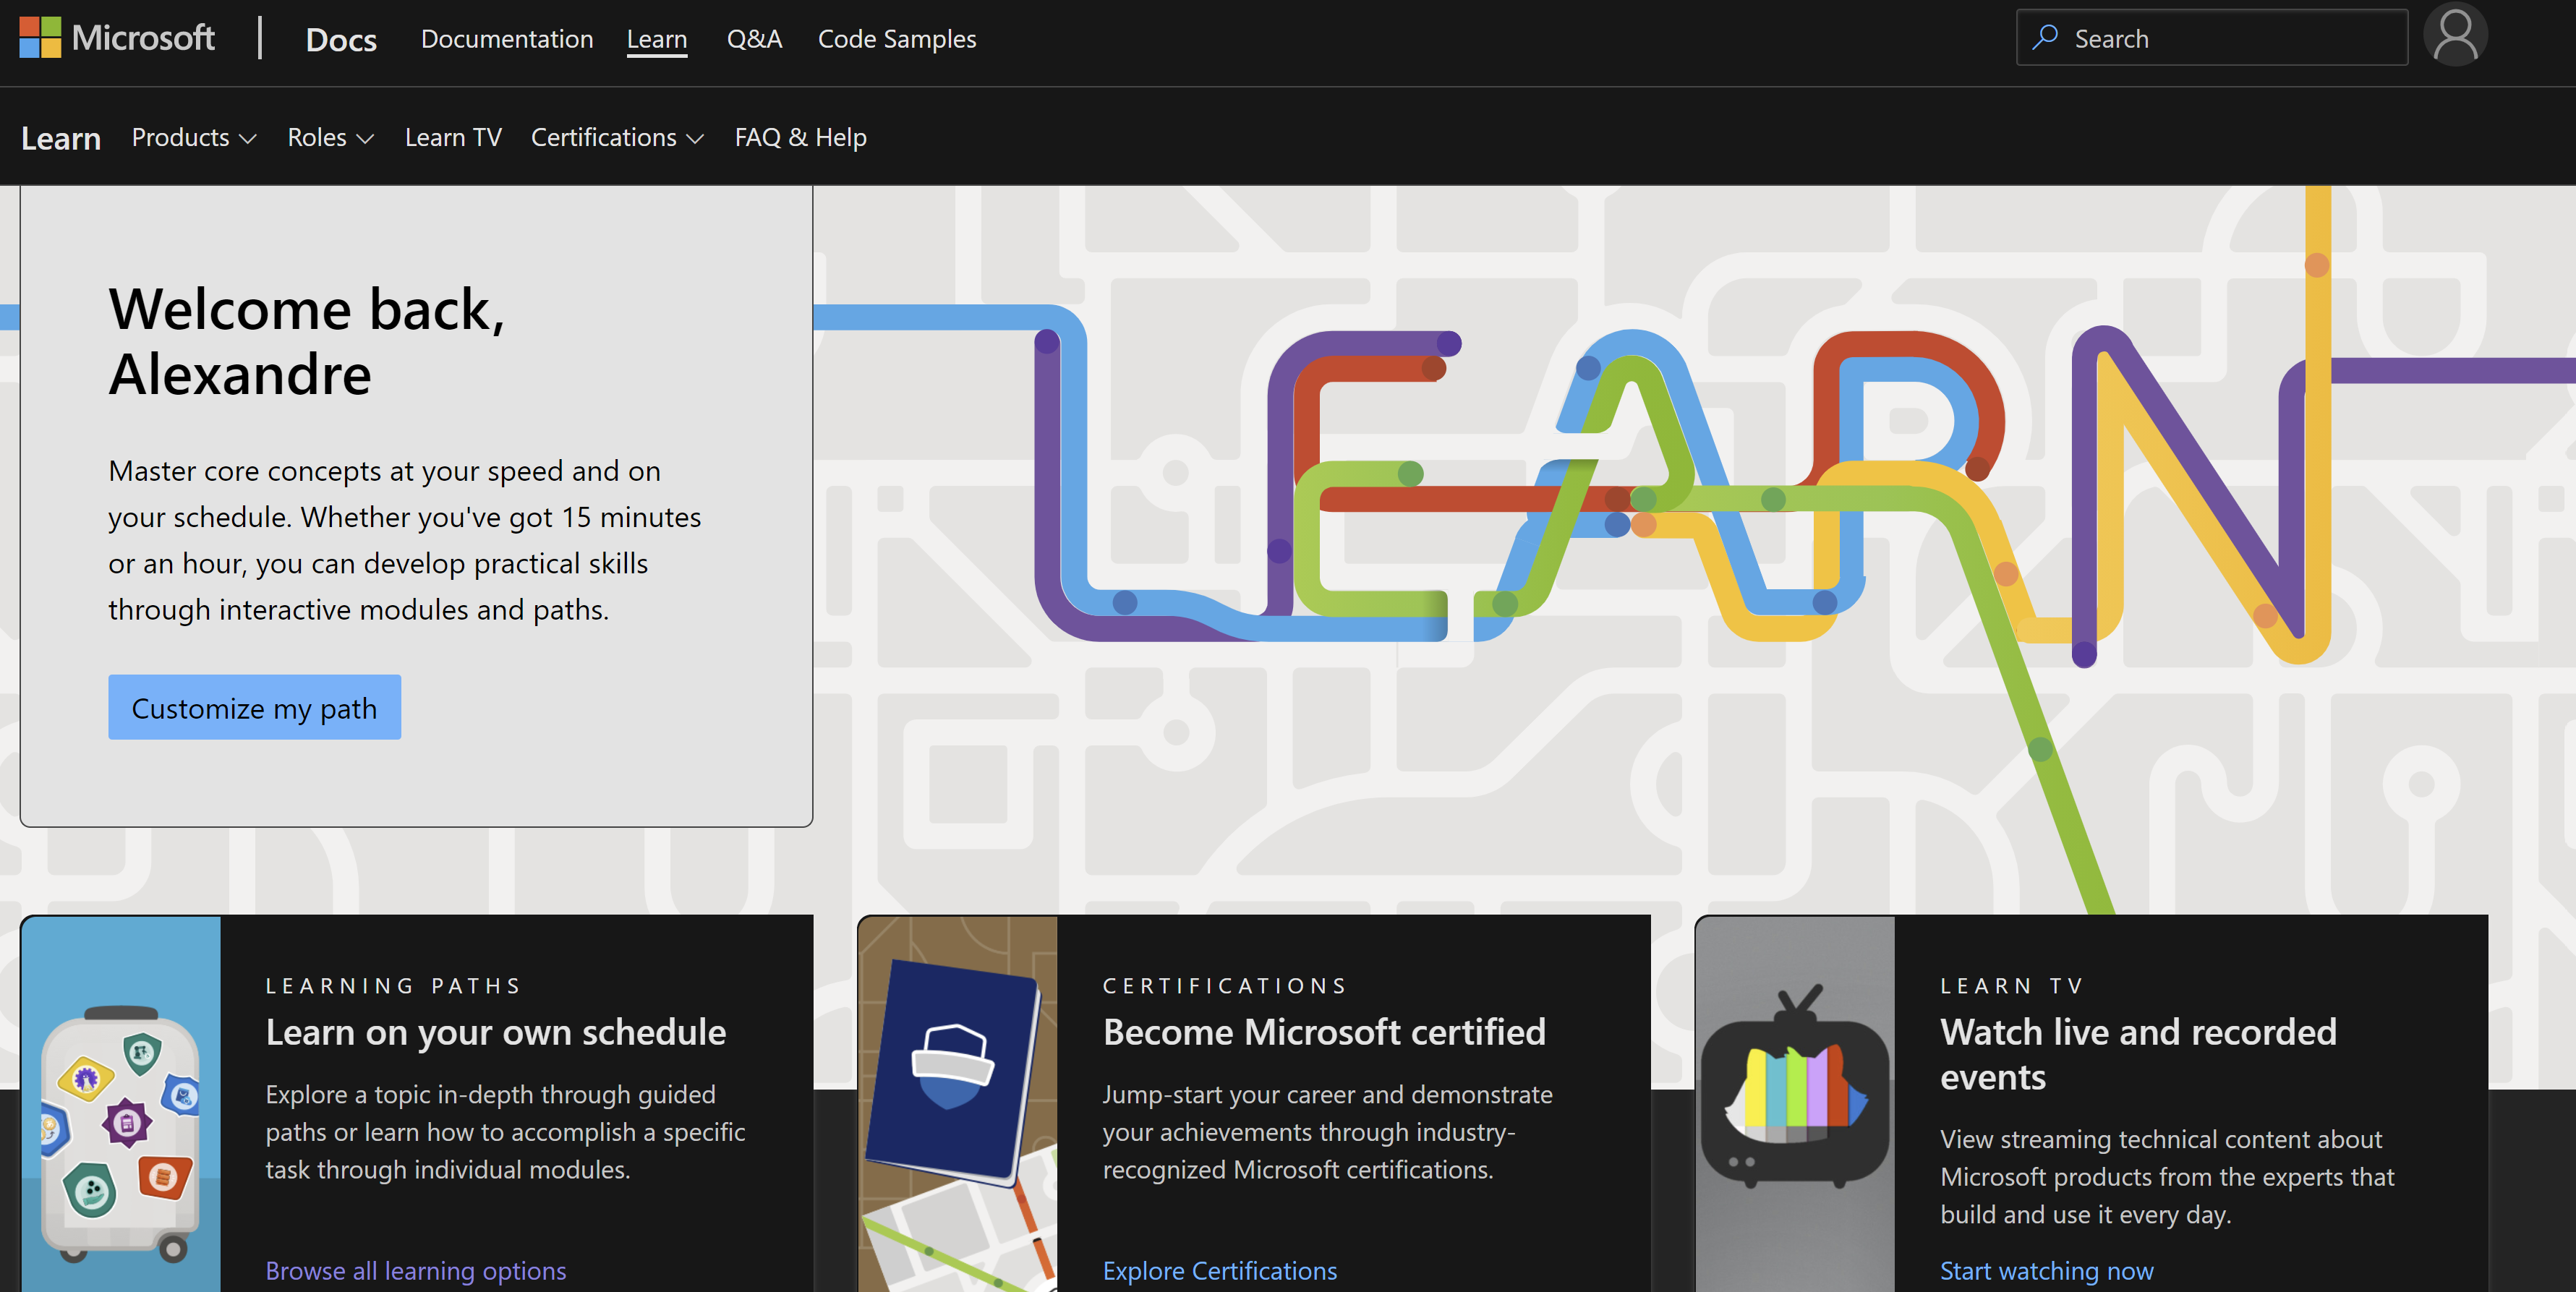 Microsoft
Docs
Documentation
Learn
Q&A
Code Samples
Search
Learn
Products
Roles
Learn TV
Certifications
FAQ & Help
Welcome back,
Alexandre
Master core concepts at your speed and on
your schedule. Whether you've got 15 minutes
or an hour, you can develop practical skills
through interactive modules and paths.
Customize my path
LEARN
LEARNING PATHS
Learn on your own schedule
Explore a topic in-depth through guided
paths or learn how to accomplish a specific
task through individual modules.
Browse all learning options
CERTIFICATIONS
Become Microsoft certified
Jump-start your career and demonstrate
your achievements through industry-
recognized Microsoft certifications.
Explore Certifications
LEARN TV
Watch live and recorded
events
View streaming technical content about
Microsoft products from the experts that
build and use it every day.
Start watching now